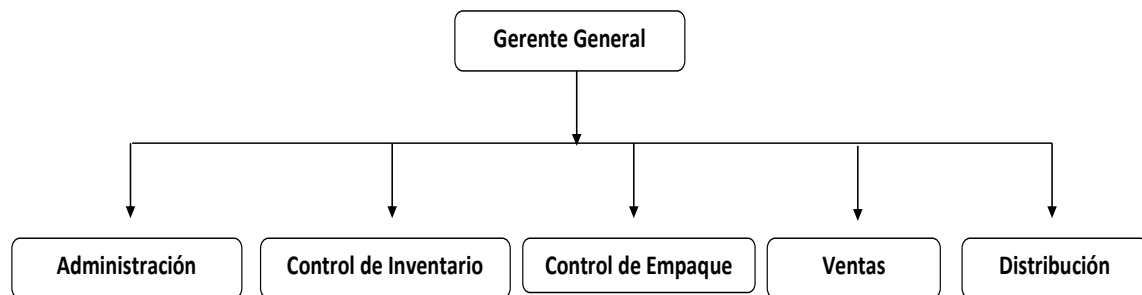 Gerente General
Administración
Control de Inventario
Control de Empaque
Ventas
Distribución